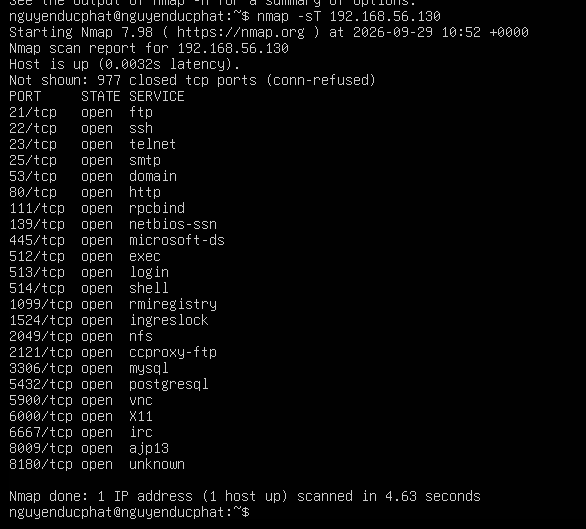 See the output of nmap -h for a summary of options.
nguyenducphat@nguyenducphat:~$ nmap -sT 192.168.56.130
Starting Nmap 7.98 ( https://nmap.org ) at 2026-09-29 10:52 +0000
Nmap scan report for 192.168.56.130
Host is up (0.0032s latency).
Not shown: 977 closed tcp ports (conn-refused)
PORT     STATE SERVICE
21/tcp   open  ftp
22/tcp   open  ssh
23/tcp   open  telnet
25/tcp   open  smtp
53/tcp   open  domain
80/tcp   open  http
111/tcp  open  rpcbind
139/tcp  open  netbios-ssn
445/tcp  open  microsoft-ds
512/tcp  open  exec
513/tcp  open  login
514/tcp  open  shell
1099/tcp open  rmiregistry
1524/tcp open  ingreslock
2049/tcp open  nfs
2121/tcp open  ccproxy-ftp
3306/tcp open  mysql
5432/tcp open  postgresql
5900/tcp open  vnc
6000/tcp open  X11
6667/tcp open  irc
8009/tcp open  ajp13
8180/tcp open  unknown

Nmap done: 1 IP address (1 host up) scanned in 4.63 seconds
nguyenducphat@nguyenducphat:~$